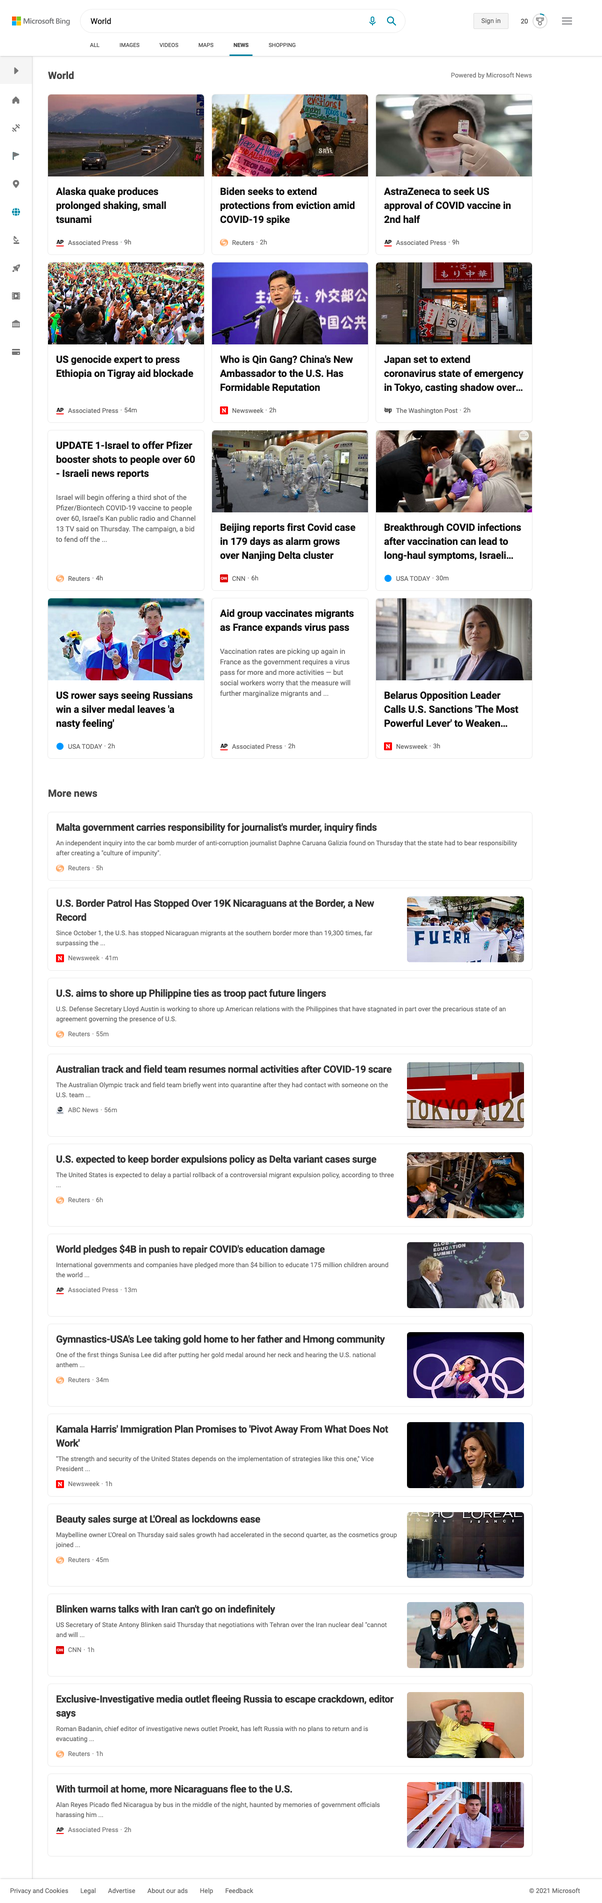 Microsoft Bing
World
Sign in
20
ALL IMAGES VIDEOS MAPS NEWS SHOPPING
World
Powered by Microsoft News
Alaska quake produces
prolonged shaking, small
tsunami
AP Associated Press · 9h
Biden seeks to extend
protections from eviction amid
COVID-19 spike
Reuters · 2h
AstraZeneca to seek US
approval of COVID vaccine in
2nd half
AP Associated Press · 9h
US genocide expert to press
Ethiopia on Tigray aid blockade
AP Associated Press · 54m
Who is Qin Gang? China's New
Ambassador to the U.S. Has
Formidable Reputation
N Newsweek · 2h
もり中華
Japan set to extend
coronavirus state of emergency
in Tokyo, casting shadow over...
wp The Washington Post · 2h
UPDATE 1-Israel to offer Pfizer
booster shots to people over 60
- Israeli news reports
Israel will begin offering a third shot of the
Pfizer/Biontech COVID-19 vaccine to people
over 60, Israel's Kan public radio and Channel
13 TV said on Thursday. The campaign, a bid
to fend off the ...
Reuters · 4h
Beijing reports first Covid case
in 179 days as alarm grows
over Nanjing Delta cluster
CNN CNN · 6h
Breakthrough COVID infections
after vaccination can lead to
long-haul symptoms, Israeli...
USA TODAY · 30m
US rower says seeing Russians
win a silver medal leaves 'a
nasty feeling'
USA TODAY · 2h
Aid group vaccinates migrants
as France expands virus pass
Vaccination rates are picking up again in
France as the government requires a virus
pass for more and more activities — but
social workers worry that the measure will
further marginalize migrants and ...
AP Associated Press · 2h
Belarus Opposition Leader
Calls U.S. Sanctions 'The Most
Powerful Lever' to Weaken...
N Newsweek · 3h
More news
Malta government carries responsibility for journalist's murder, inquiry finds
An independent inquiry into the car bomb murder of anti-corruption journalist Daphne Caruana Galizia found on Thursday that the state had to bear responsibility
after creating a "culture of impunity".
Reuters · 5h
U.S. Border Patrol Has Stopped Over 19K Nicaraguans at the Border, a New
Record
Since October 1, the U.S. has stopped Nicaraguan migrants at the southern border more than 19,300 times, far
surpassing the ...
N Newsweek · 41m
FUERA
U.S. aims to shore up Philippine ties as troop pact future lingers
U.S. Defense Secretary Lloyd Austin is working to shore up American relations with the Philippines that have stagnated in part over the precarious state of an
agreement governing the presence of U.S.
Reuters · 55m
Australian track and field team resumes normal activities after COVID-19 scare
The Australian Olympic track and field team briefly went into quarantine after they had contact with someone on the
U.S. team ...
ABC News · 56m
TOKYO 2020
U.S. expected to keep border expulsions policy as Delta variant cases surge
The United States is expected to delay a partial rollback of a controversial migrant expulsion policy, according to three
...
Reuters · 6h
World pledges $4B in push to repair COVID's education damage
International governments and companies have pledged more than $4 billion to educate 175 million children around
the world ...
AP Associated Press · 13m
EDUCATION
SUMMIT
Gymnastics-USA's Lee taking gold home to her father and Hmong community
One of the first things Sunisa Lee did after putting her gold medal around her neck and hearing the U.S. national
anthem ...
Reuters · 34m
Kamala Harris' Immigration Plan Promises to 'Pivot Away From What Does Not
Work'
"The strength and security of the United States depends on the implementation of strategies like this one," Vice
President ...
N Newsweek · 1h
Beauty sales surge at L'Oreal as lockdowns ease
Maybelline owner L'Oreal on Thursday said sales growth had accelerated in the second quarter, as the cosmetics group
joined ...
Reuters · 45m
L'OREAL
Blinken warns talks with Iran can't go on indefinitely
US Secretary of State Antony Blinken said Thursday that negotiations with Tehran over the Iran nuclear deal "cannot
and will ...
CNN CNN · 1h
Exclusive-Investigative media outlet fleeing Russia to escape crackdown, editor
says
Roman Badanin, chief editor of investigative news outlet Proekt, has left Russia with no plans to return and is
evacuating ...
Reuters · 1h
With turmoil at home, more Nicaraguans flee to the U.S.
Alan Reyes Picado fled Nicaragua by bus in the middle of the night, haunted by memories of government officials
harassing him ...
AP Associated Press · 2h
Privacy and Cookies Legal Advertise About our ads Help Feedback
© 2021 Microsoft